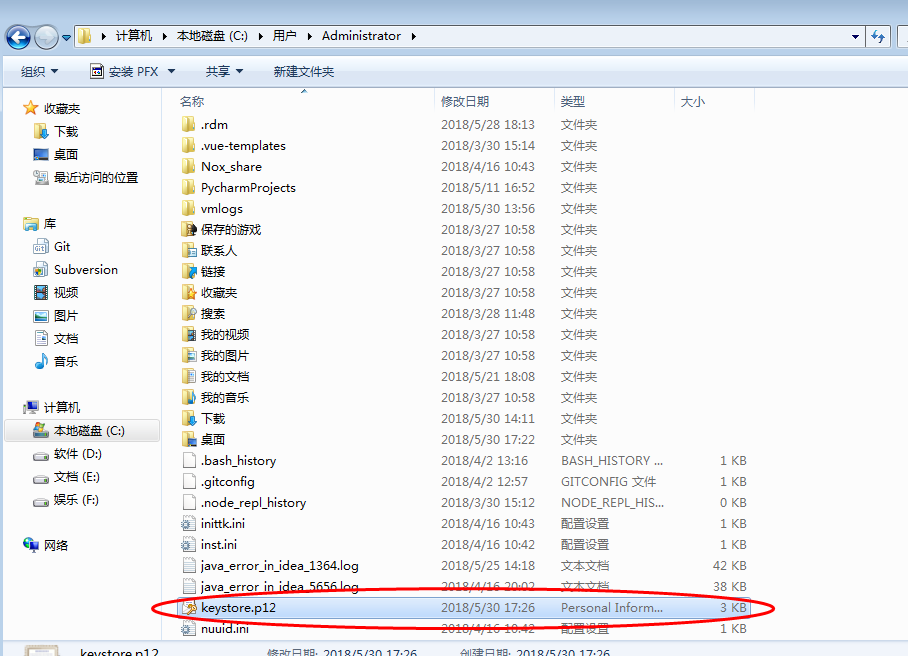 计算机 本地磁盘 (C:) 用户 Administrator
组织 安装 PFX 共享 新建文件夹
收藏夹
下载
桌面
最近访问的位置
库
Git
Subversion
视频
图片
文档
音乐
计算机
本地磁盘 (C:)
软件 (D:)
文档 (E:)
娱乐 (F:)
网络
名称 修改日期 类型 大小
.rdm 2018/5/28 18:13 文件夹
.vue-templates 2018/3/30 15:14 文件夹
Nox_share 2018/4/16 10:43 文件夹
PycharmProjects 2018/5/11 16:52 文件夹
vmlogs 2018/5/30 13:56 文件夹
保存的游戏 2018/3/27 10:58 文件夹
联系人 2018/3/27 10:58 文件夹
链接 2018/3/27 10:58 文件夹
收藏夹 2018/3/27 10:58 文件夹
搜索 2018/3/28 11:48 文件夹
我的视频 2018/3/27 10:58 文件夹
我的图片 2018/3/27 10:58 文件夹
我的文档 2018/5/21 18:08 文件夹
我的音乐 2018/3/27 10:58 文件夹
下载 2018/5/30 14:11 文件夹
桌面 2018/5/30 17:22 文件夹
.bash_history 2018/4/2 13:16 BASH_HISTORY ... 1 KB
.gitconfig 2018/4/2 12:57 GITCONFIG 文件 1 KB
.node_repl_history 2018/3/30 15:12 NODE_REPL_HIS... 0 KB
inittk.ini 2018/4/16 10:43 配置设置 1 KB
inst.ini 2018/4/16 10:42 配置设置 1 KB
java_error_in_idea_1364.log 2018/5/25 14:18 文本文档 42 KB
java_error_in_idea_5656.log 2018/4/16 20:02 文本文档 38 KB
keystore.p12 2018/5/30 17:26 Personal Inform... 3 KB
nuuid.ini 2018/4/16 10:42 配置设置 1 KB
keystore.p12 修改日期: 2018/5/30 17:26 创建日期: 2018/5/30 17:26